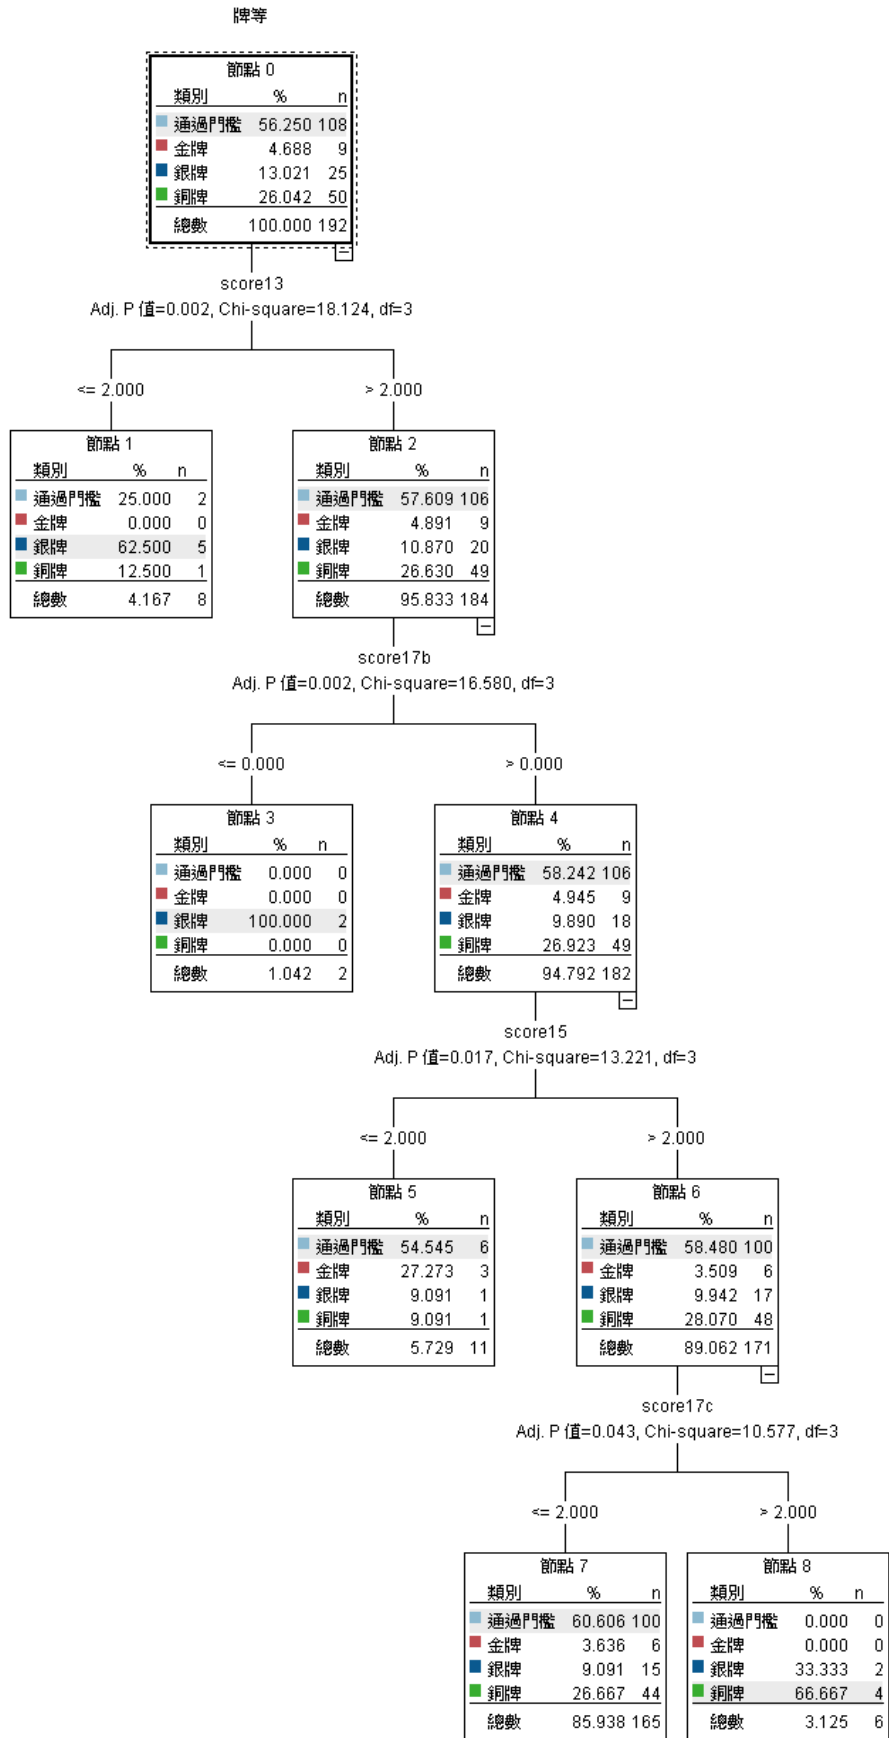 牌等
節點 0
類別 % n
通過門檻 56.250 108
金牌 4.688 9
銀牌 13.021 25
銅牌 26.042 50
總數 100.000 192
score13
Adj. P 值=0.002, Chi-square=18.124, df=3
<= 2.000
> 2.000
節點 1
類別 % n
通過門檻 25.000 2
金牌 0.000 0
銀牌 62.500 5
銅牌 12.500 1
總數 4.167 8
節點 2
類別 % n
通過門檻 57.609 106
金牌 4.891 9
銀牌 10.870 20
銅牌 26.630 49
總數 95.833 184
score17b
Adj. P 值=0.002, Chi-square=16.580, df=3
<= 0.000
> 0.000
節點 3
類別 % n
通過門檻 0.000 0
金牌 0.000 0
銀牌 100.000 2
銅牌 0.000 0
總數 1.042 2
節點 4
類別 % n
通過門檻 58.242 106
金牌 4.945 9
銀牌 9.890 18
銅牌 26.923 49
總數 94.792 182
score15
Adj. P 值=0.017, Chi-square=13.221, df=3
<= 2.000
> 2.000
節點 5
類別 % n
通過門檻 54.545 6
金牌 27.273 3
銀牌 9.091 1
銅牌 9.091 1
總數 5.729 11
節點 6
類別 % n
通過門檻 58.480 100
金牌 3.509 6
銀牌 9.942 17
銅牌 28.070 48
總數 89.062 171
score17c
Adj. P 值=0.043, Chi-square=10.577, df=3
<= 2.000
> 2.000
節點 7
類別 % n
通過門檻 60.606 100
金牌 3.636 6
銀牌 9.091 15
銅牌 26.667 44
總數 85.938 165
節點 8
類別 % n
通過門檻 0.000 0
金牌 0.000 0
銀牌 33.333 2
銅牌 66.667 4
總數 3.125 6